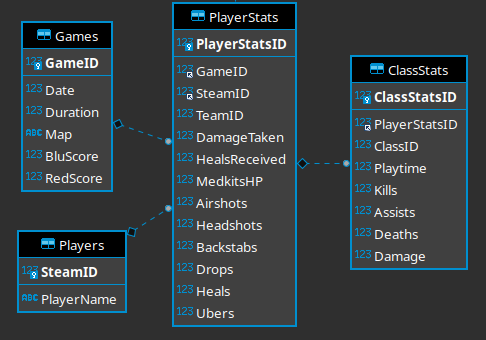 Games
123 GameID
123 Date
123 Duration
ABC Map
123 BluScore
123 RedScore
Players
123 SteamID
ABC PlayerName
PlayerStats
123 PlayerStatsID
123 GameID
123 SteamID
123 TeamID
123 DamageTaken
123 HealsReceived
123 MedkitsHP
123 Airshots
123 Headshots
123 Backstabs
123 Drops
123 Heals
123 Ubers
ClassStats
123 ClassStatsID
123 PlayerStatsID
123 ClassID
123 Playtime
123 Kills
123 Assists
123 Deaths
123 Damage